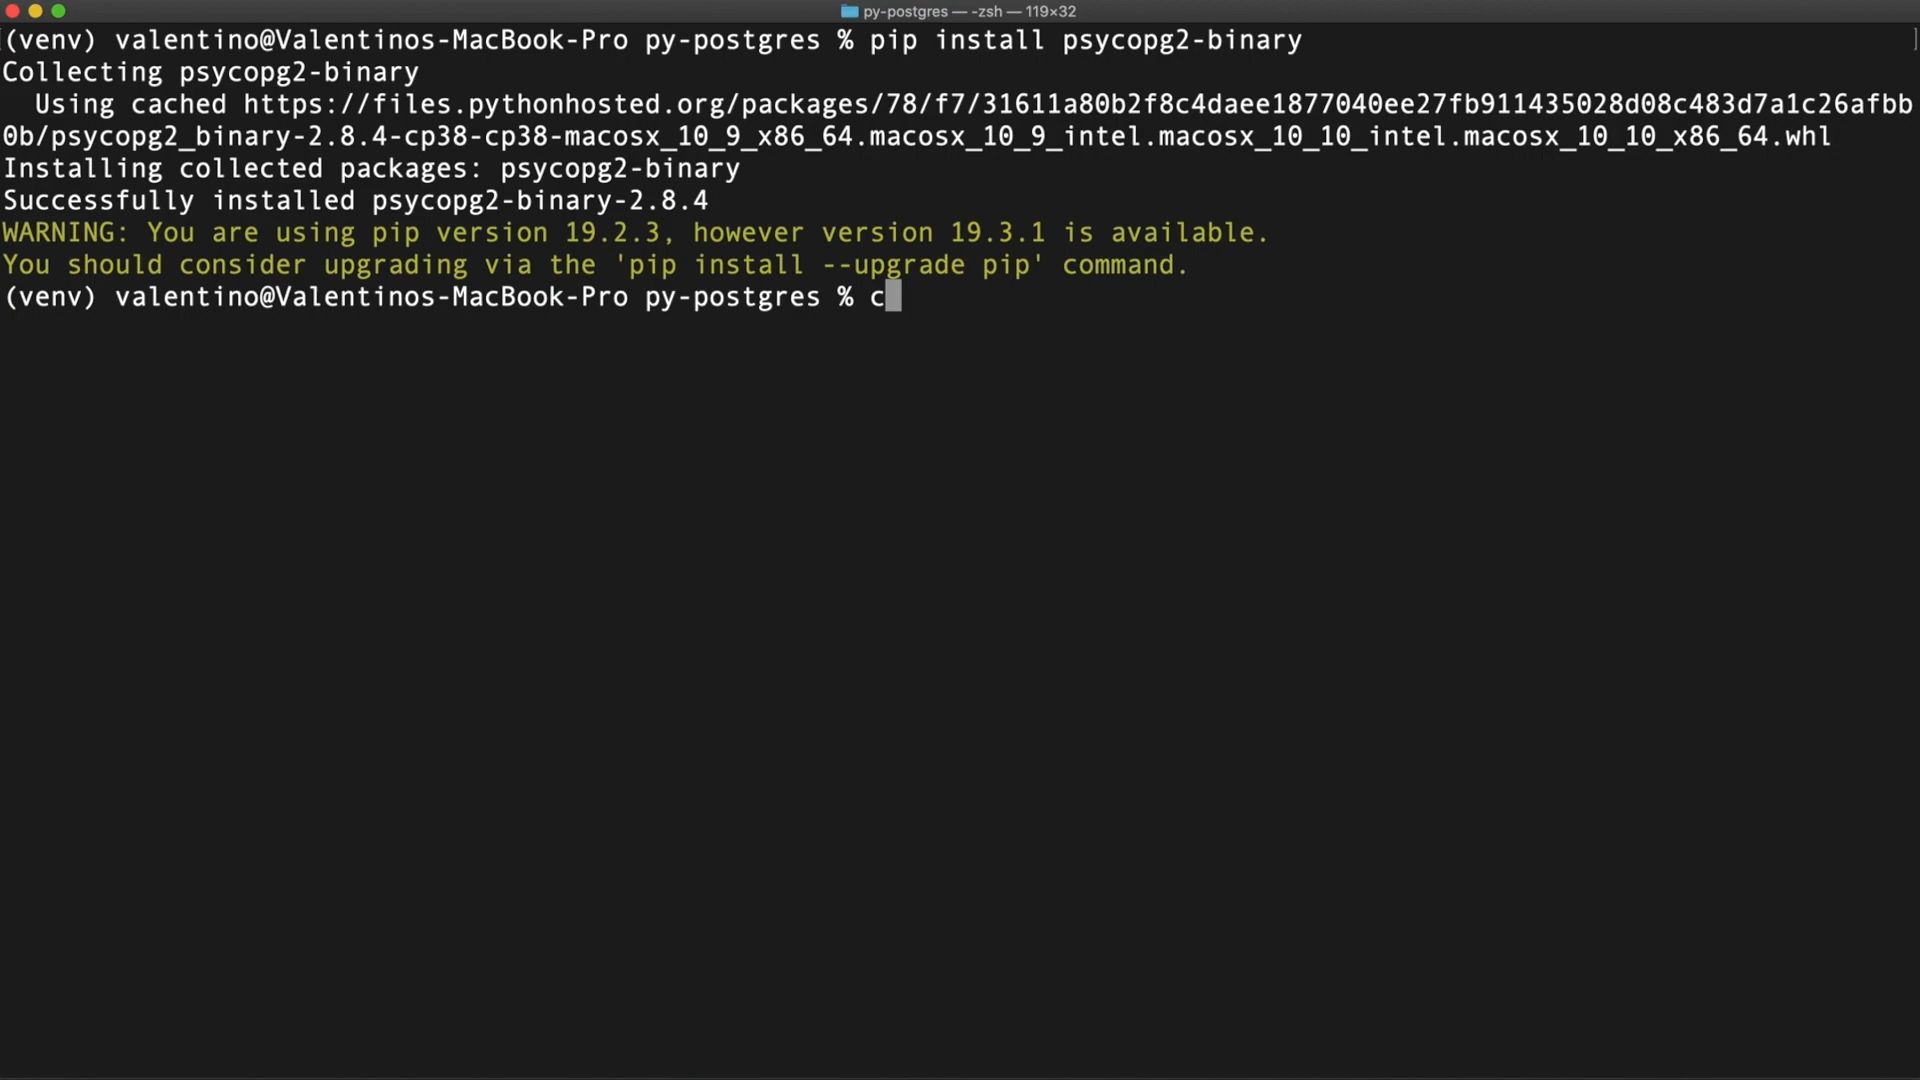 py-postgres — -zsh — 119×32
(venv) valentino@Valentinos-MacBook-Pro py-postgres % pip install psycopg2-binary
Collecting psycopg2-binary
  Using cached https://files.pythonhosted.org/packages/78/f7/31611a80b2f8c4daee1877040ee27fb911435028d08c483d7a1c26afbb
0b/psycopg2_binary-2.8.4-cp38-cp38-macosx_10_9_x86_64.macosx_10_9_intel.macosx_10_10_intel.macosx_10_10_x86_64.whl
Installing collected packages: psycopg2-binary
Successfully installed psycopg2-binary-2.8.4
WARNING: You are using pip version 19.2.3, however version 19.3.1 is available.
You should consider upgrading via the 'pip install --upgrade pip' command.
(venv) valentino@Valentinos-MacBook-Pro py-postgres % c